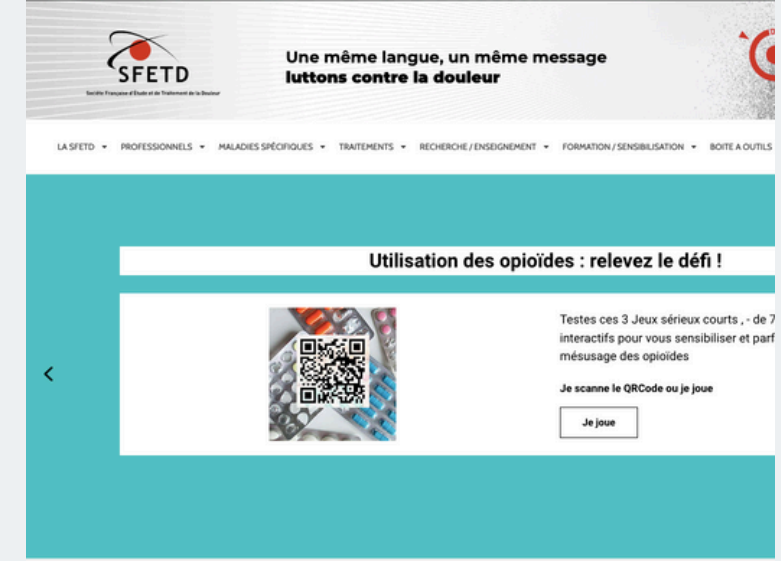 SFETD
Société Française d'Etude et de Traitement de la Douleur
Une même langue, un même message
luttons contre la douleur
LA SFETD PROFESSIONNELS MALADIES SPÉCIFIQUES TRAITEMENTS RECHERCHE / ENSEIGNEMENT FORMATION / SENSIBILISATION BOITE A OUTILS
Utilisation des opioïdes : relevez le défi !
Testes ces 3 Jeux sérieux courts , - de 7
interactifs pour vous sensibiliser et parf
mésusage des opioïdes
Je scanne le QRCode ou je joue
Je joue